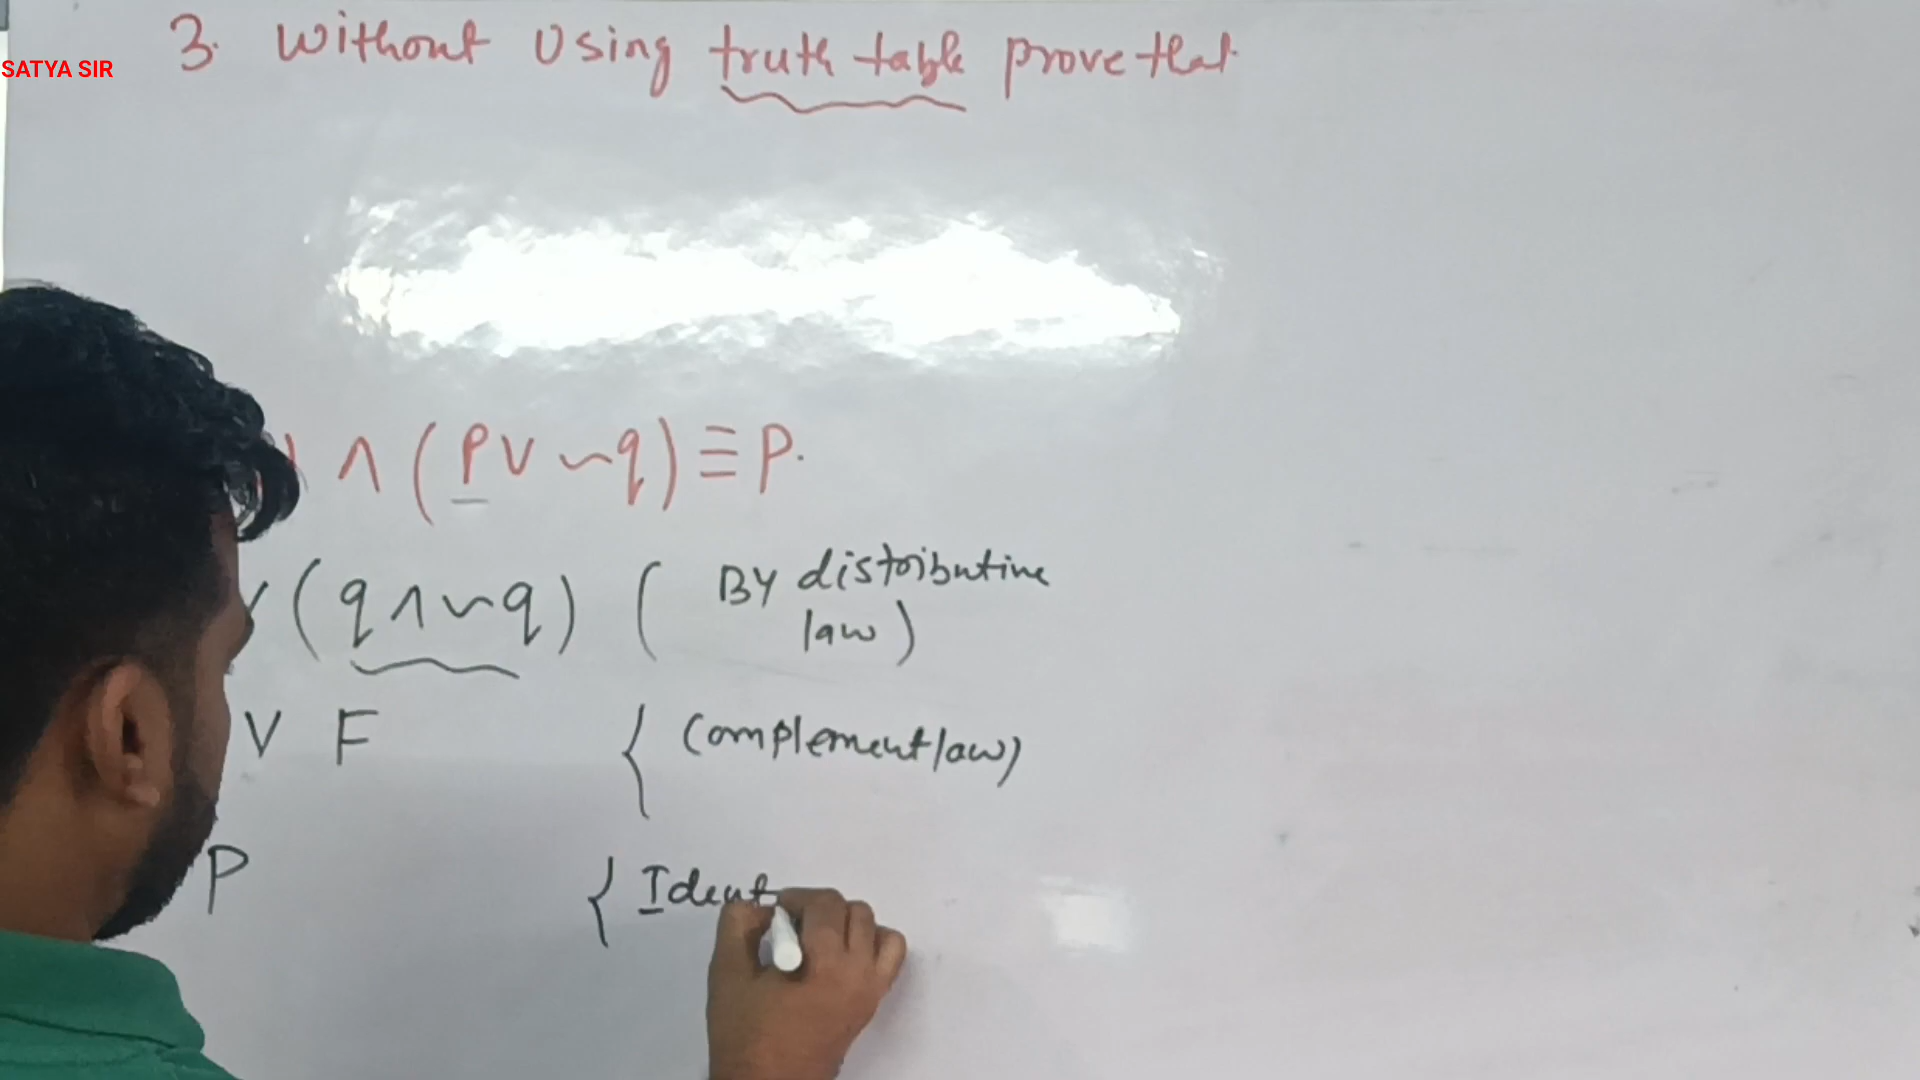 3. Without Using truth table prove that
SATYA SIR
) ∧ ( P ∨ ~q ) ≡ P.
∨ ( q ∧ ~q ) ( By distributive
law )
∨ F { Complement law )
P { Ident